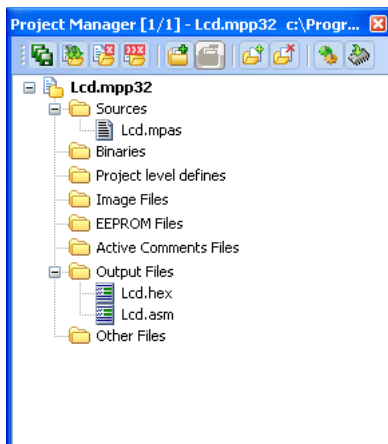 Project Manager [1/1] - Lcd.mpp32 c:\Progr...
Lcd.mpp32
Sources
Lcd.mpas
Binaries
Project level defines
Image Files
EEPROM Files
Active Comments Files
Output Files
Lcd.hex
Lcd.asm
Other Files